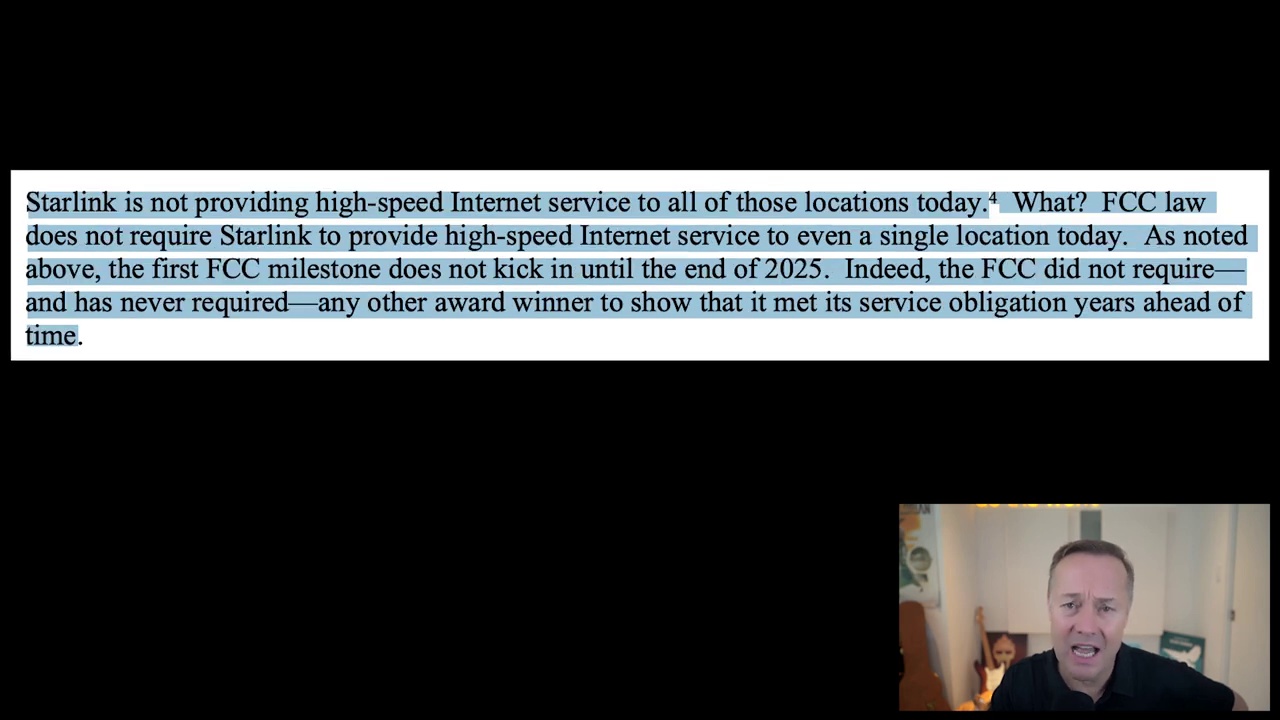 Starlink is not providing high-speed Internet service to all of those locations today.⁴  What?  FCC law
does not require Starlink to provide high-speed Internet service to even a single location today.  As noted
above, the first FCC milestone does not kick in until the end of 2025.  Indeed, the FCC did not require—
and has never required—any other award winner to show that it met its service obligation years ahead of
time.